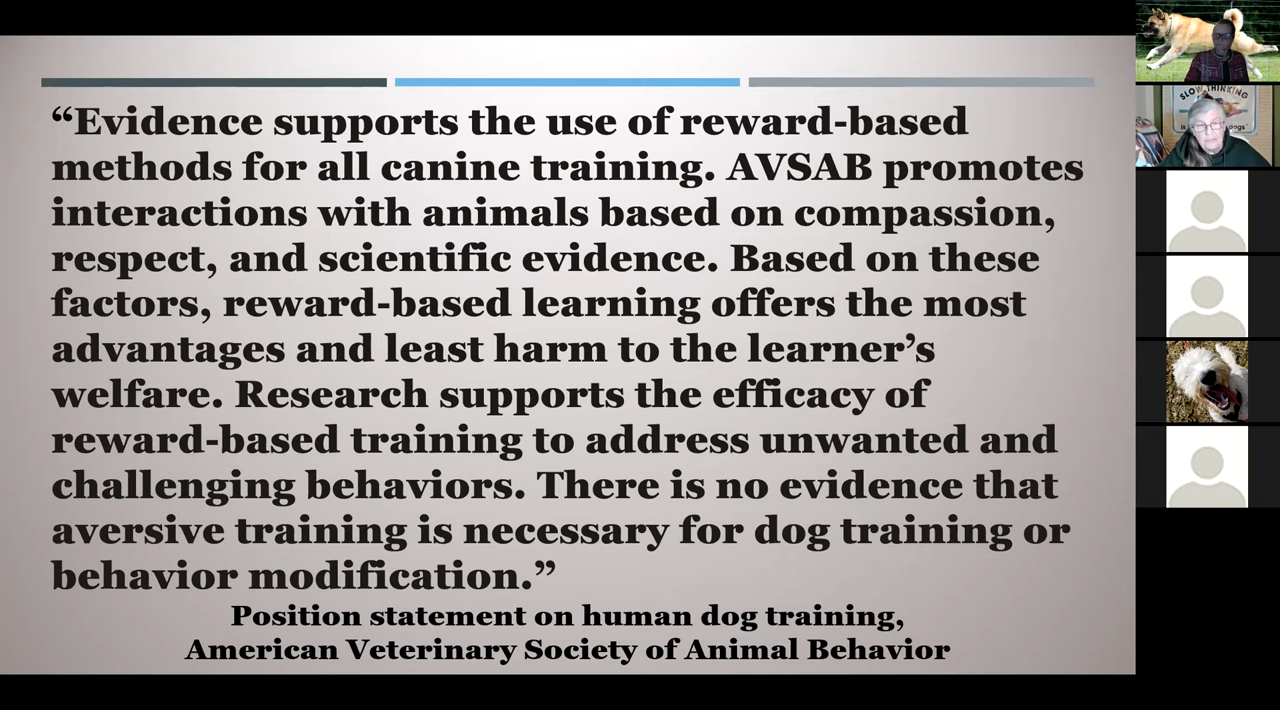 “Evidence supports the use of reward-based
methods for all canine training. AVSAB promotes
interactions with animals based on compassion,
respect, and scientific evidence. Based on these
factors, reward-based learning offers the most
advantages and least harm to the learner’s
welfare. Research supports the efficacy of
reward-based training to address unwanted and
challenging behaviors. There is no evidence that
aversive training is necessary for dog training or
behavior modification.”
Position statement on human dog training,
American Veterinary Society of Animal Behavior
SLOW THINKING
is
dogs”